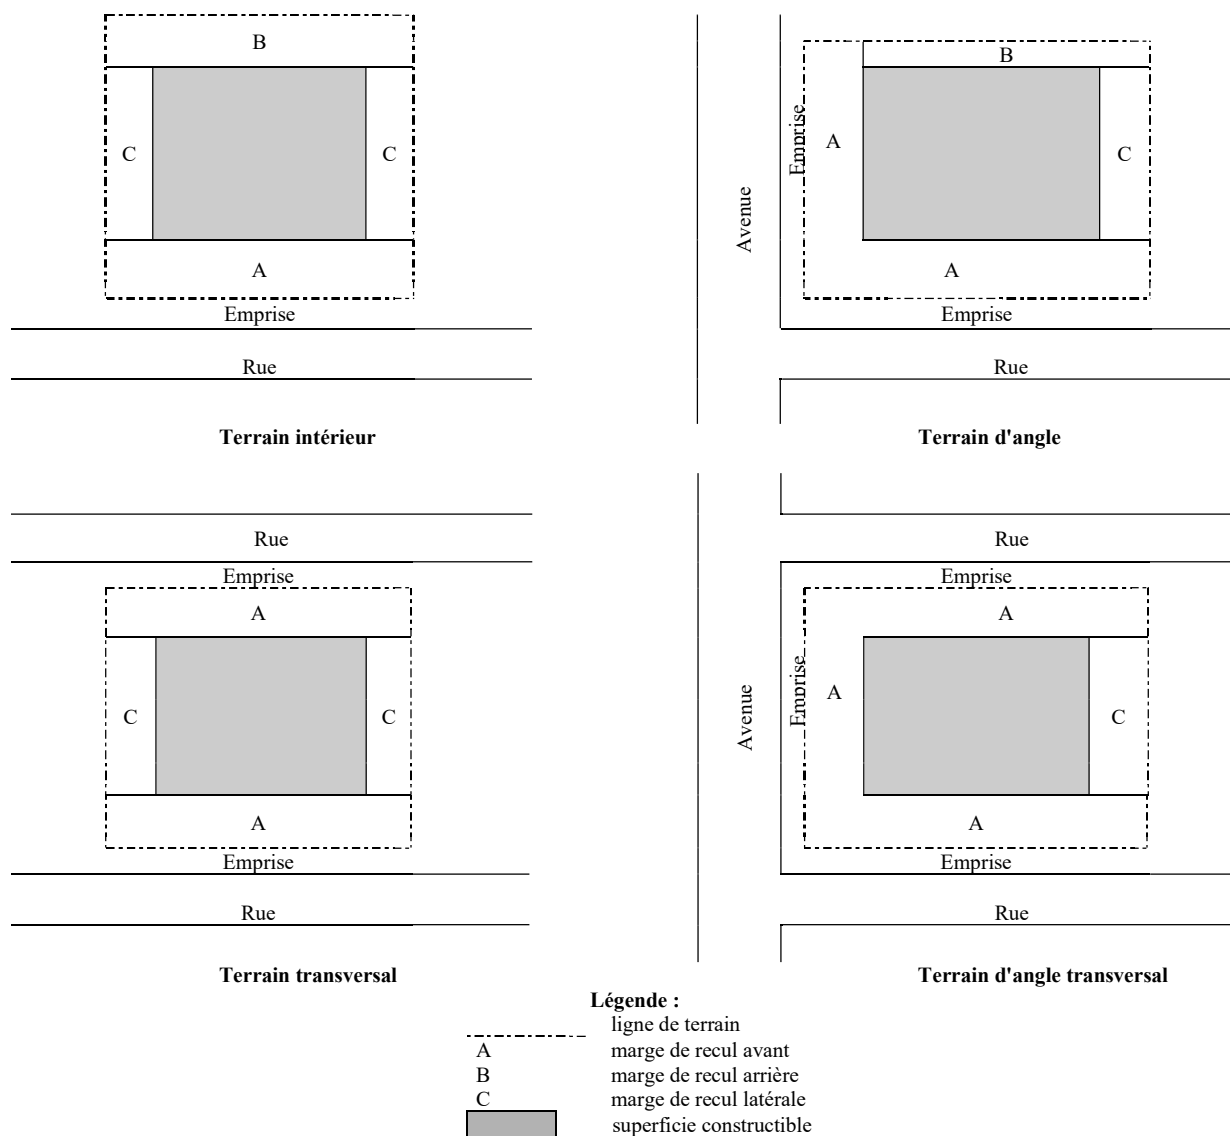 B
C
C
A
Emprise
Rue
Terrain intérieur
B
Emprise
A
C
Avenue
A
Emprise
Rue
Terrain d'angle
Rue
Emprise
A
C
C
A
Emprise
Rue
Terrain transversal
Rue
Emprise
A
Emprise
A
C
Avenue
A
Emprise
Rue
Terrain d'angle transversal
Légende :
ligne de terrain
A marge de recul avant
B marge de recul arrière
C marge de recul latérale
superficie constructible